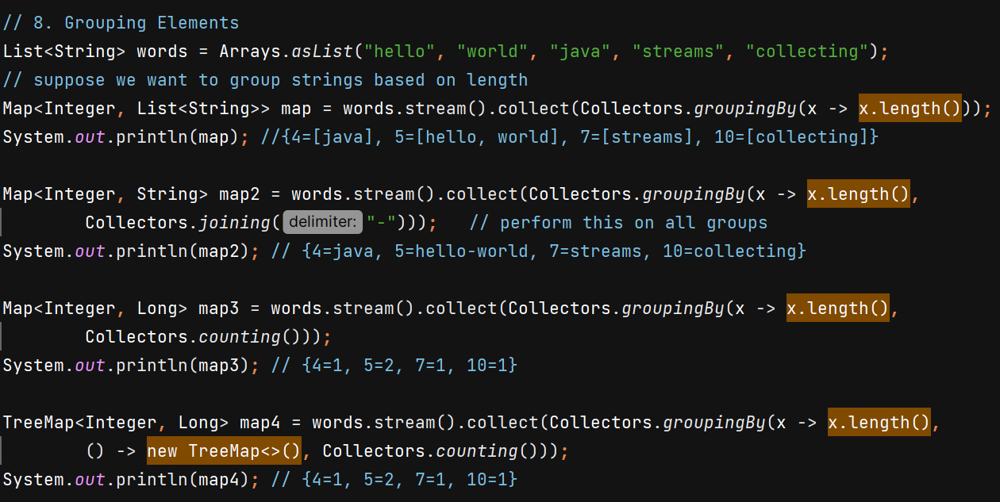 // 8. Grouping Elements
List<String> words = Arrays.asList("hello", "world", "java", "streams", "collecting");
// suppose we want to group strings based on length
Map<Integer, List<String>> map = words.stream().collect(Collectors.groupingBy(x -> x.length()));
System.out.println(map); //{4=[java], 5=[hello, world], 7=[streams], 10=[collecting]}
Map<Integer, String> map2 = words.stream().collect(Collectors.groupingBy(x -> x.length(),
Collectors.joining(delimiter: "-")));   // perform this on all groups
System.out.println(map2); // {4=java, 5=hello-world, 7=streams, 10=collecting}
Map<Integer, Long> map3 = words.stream().collect(Collectors.groupingBy(x -> x.length(),
Collectors.counting()));
System.out.println(map3); // {4=1, 5=2, 7=1, 10=1}
TreeMap<Integer, Long> map4 = words.stream().collect(Collectors.groupingBy(x -> x.length(),
() -> new TreeMap<>(), Collectors.counting()));
System.out.println(map4); // {4=1, 5=2, 7=1, 10=1}